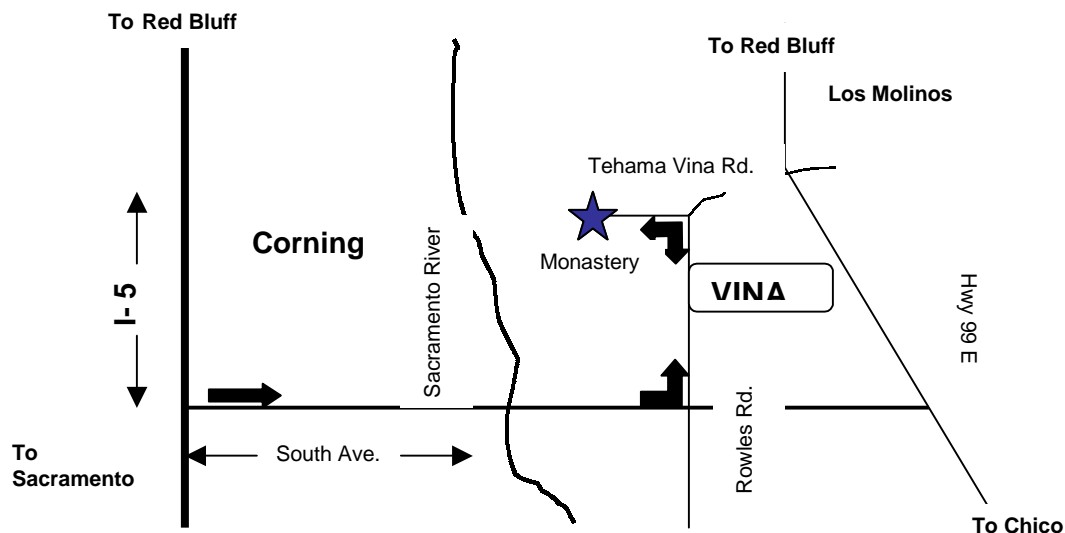 To Red Bluff
To Red Bluff
Los Molinos
Tehama Vina Rd.
Corning
Monastery
VINA
I- 5
Sacramento River
Hwy 99 E
Rowles Rd.
South Ave.
To
Sacramento
To Chico